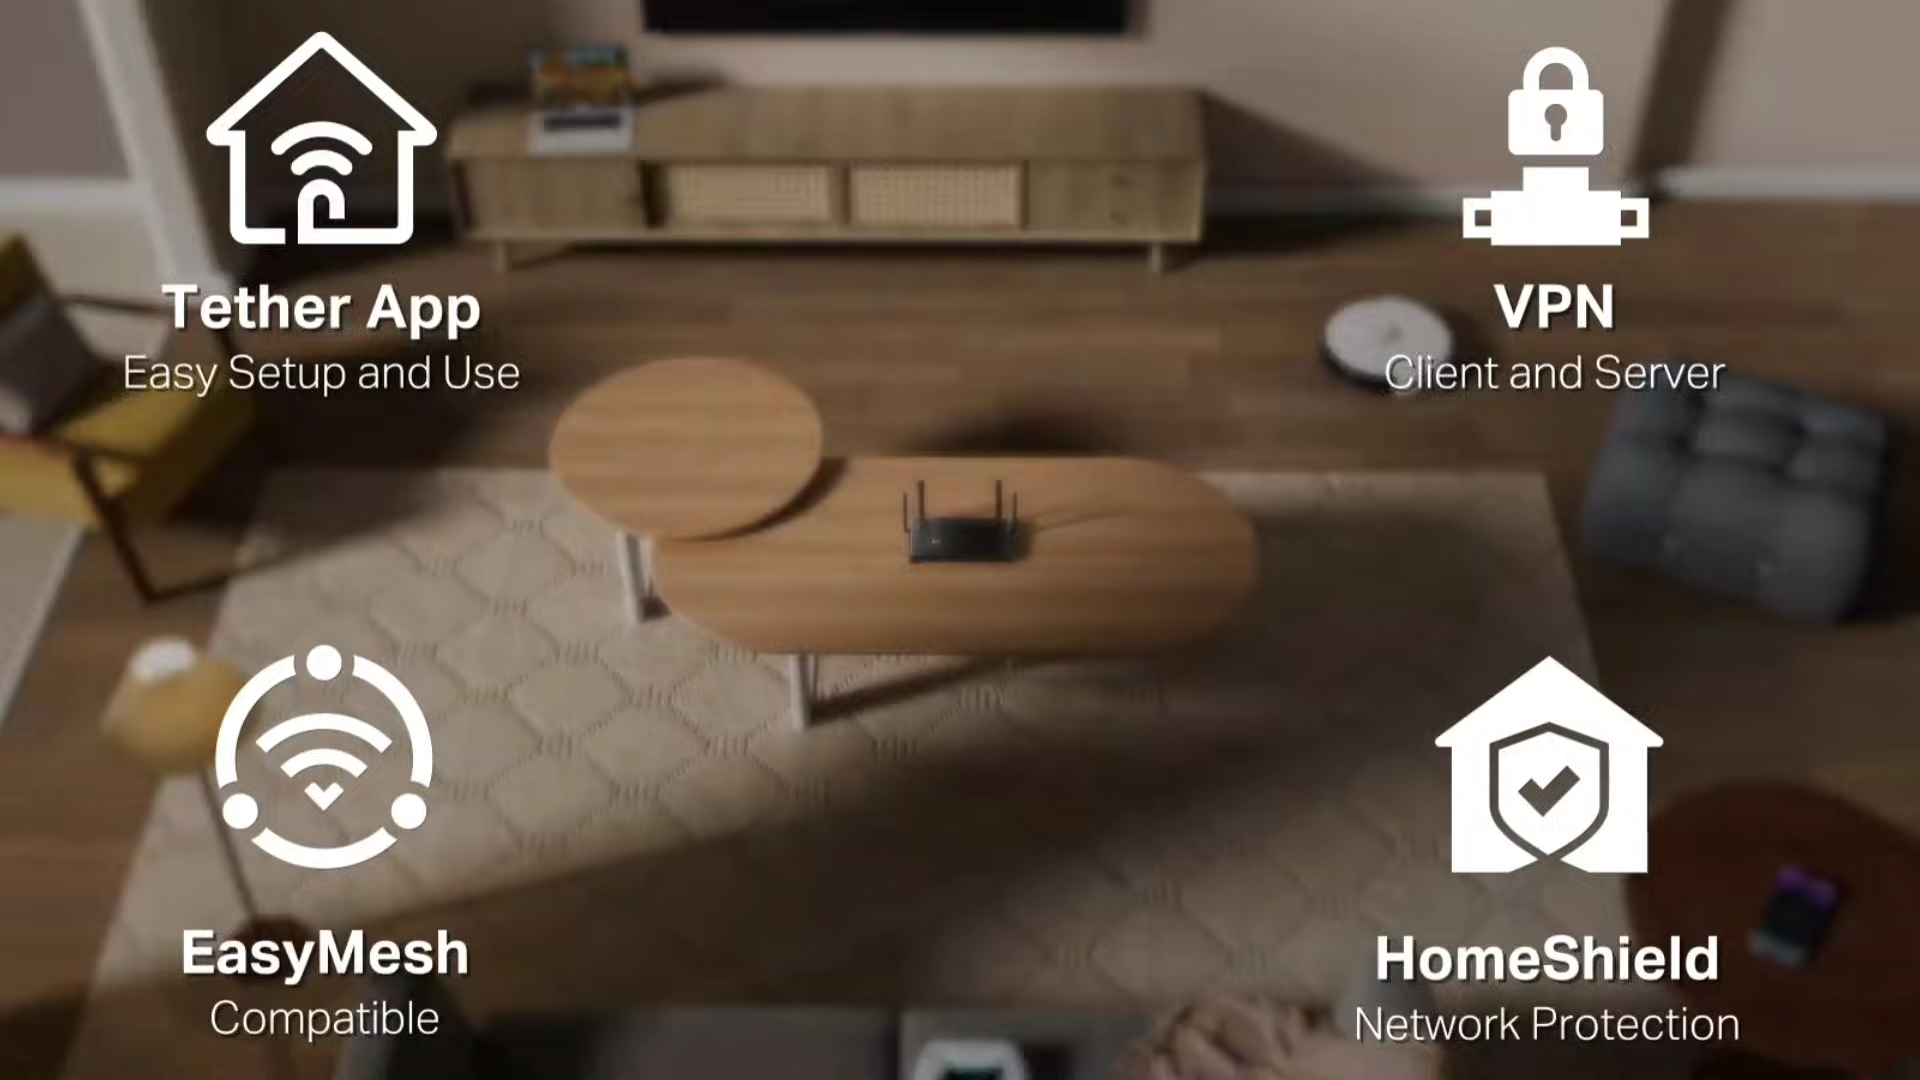 Tether App
Easy Setup and Use
VPN
Client and Server
EasyMesh
Compatible
HomeShield
Network Protection